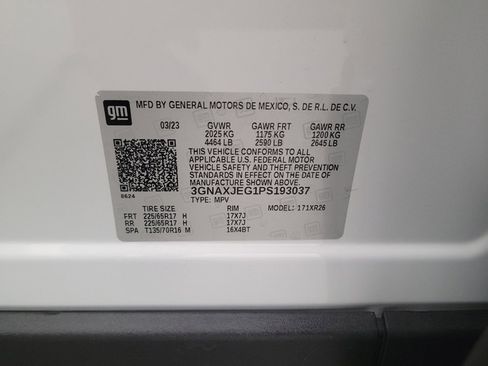 gm
MFD BY GENERAL MOTORS DE MEXICO, S. DE R.L. DE C.V.
03/23 GVWR GAWR FRT GAWR RR
2025 KG 1175 KG 1200 KG
4464 LB 2590 LB 2645 LB
THIS VEHICLE CONFORMS TO ALL
APPLICABLE U.S. FEDERAL MOTOR
VEHICLE SAFETY AND THEFT PREVENTION
STANDARDS IN EFFECT ON THE DATE OF
MANUFACTURE SHOWN ABOVE.
3GNAXJEG1PS193037
0624
TYPE: MPV MODEL: 171XR26
TIRE SIZE RIM
FRT 225/65R17 H 17X7J
RR 225/65R17 H 17X7J
SPA T135/70R16 M 16X4BT